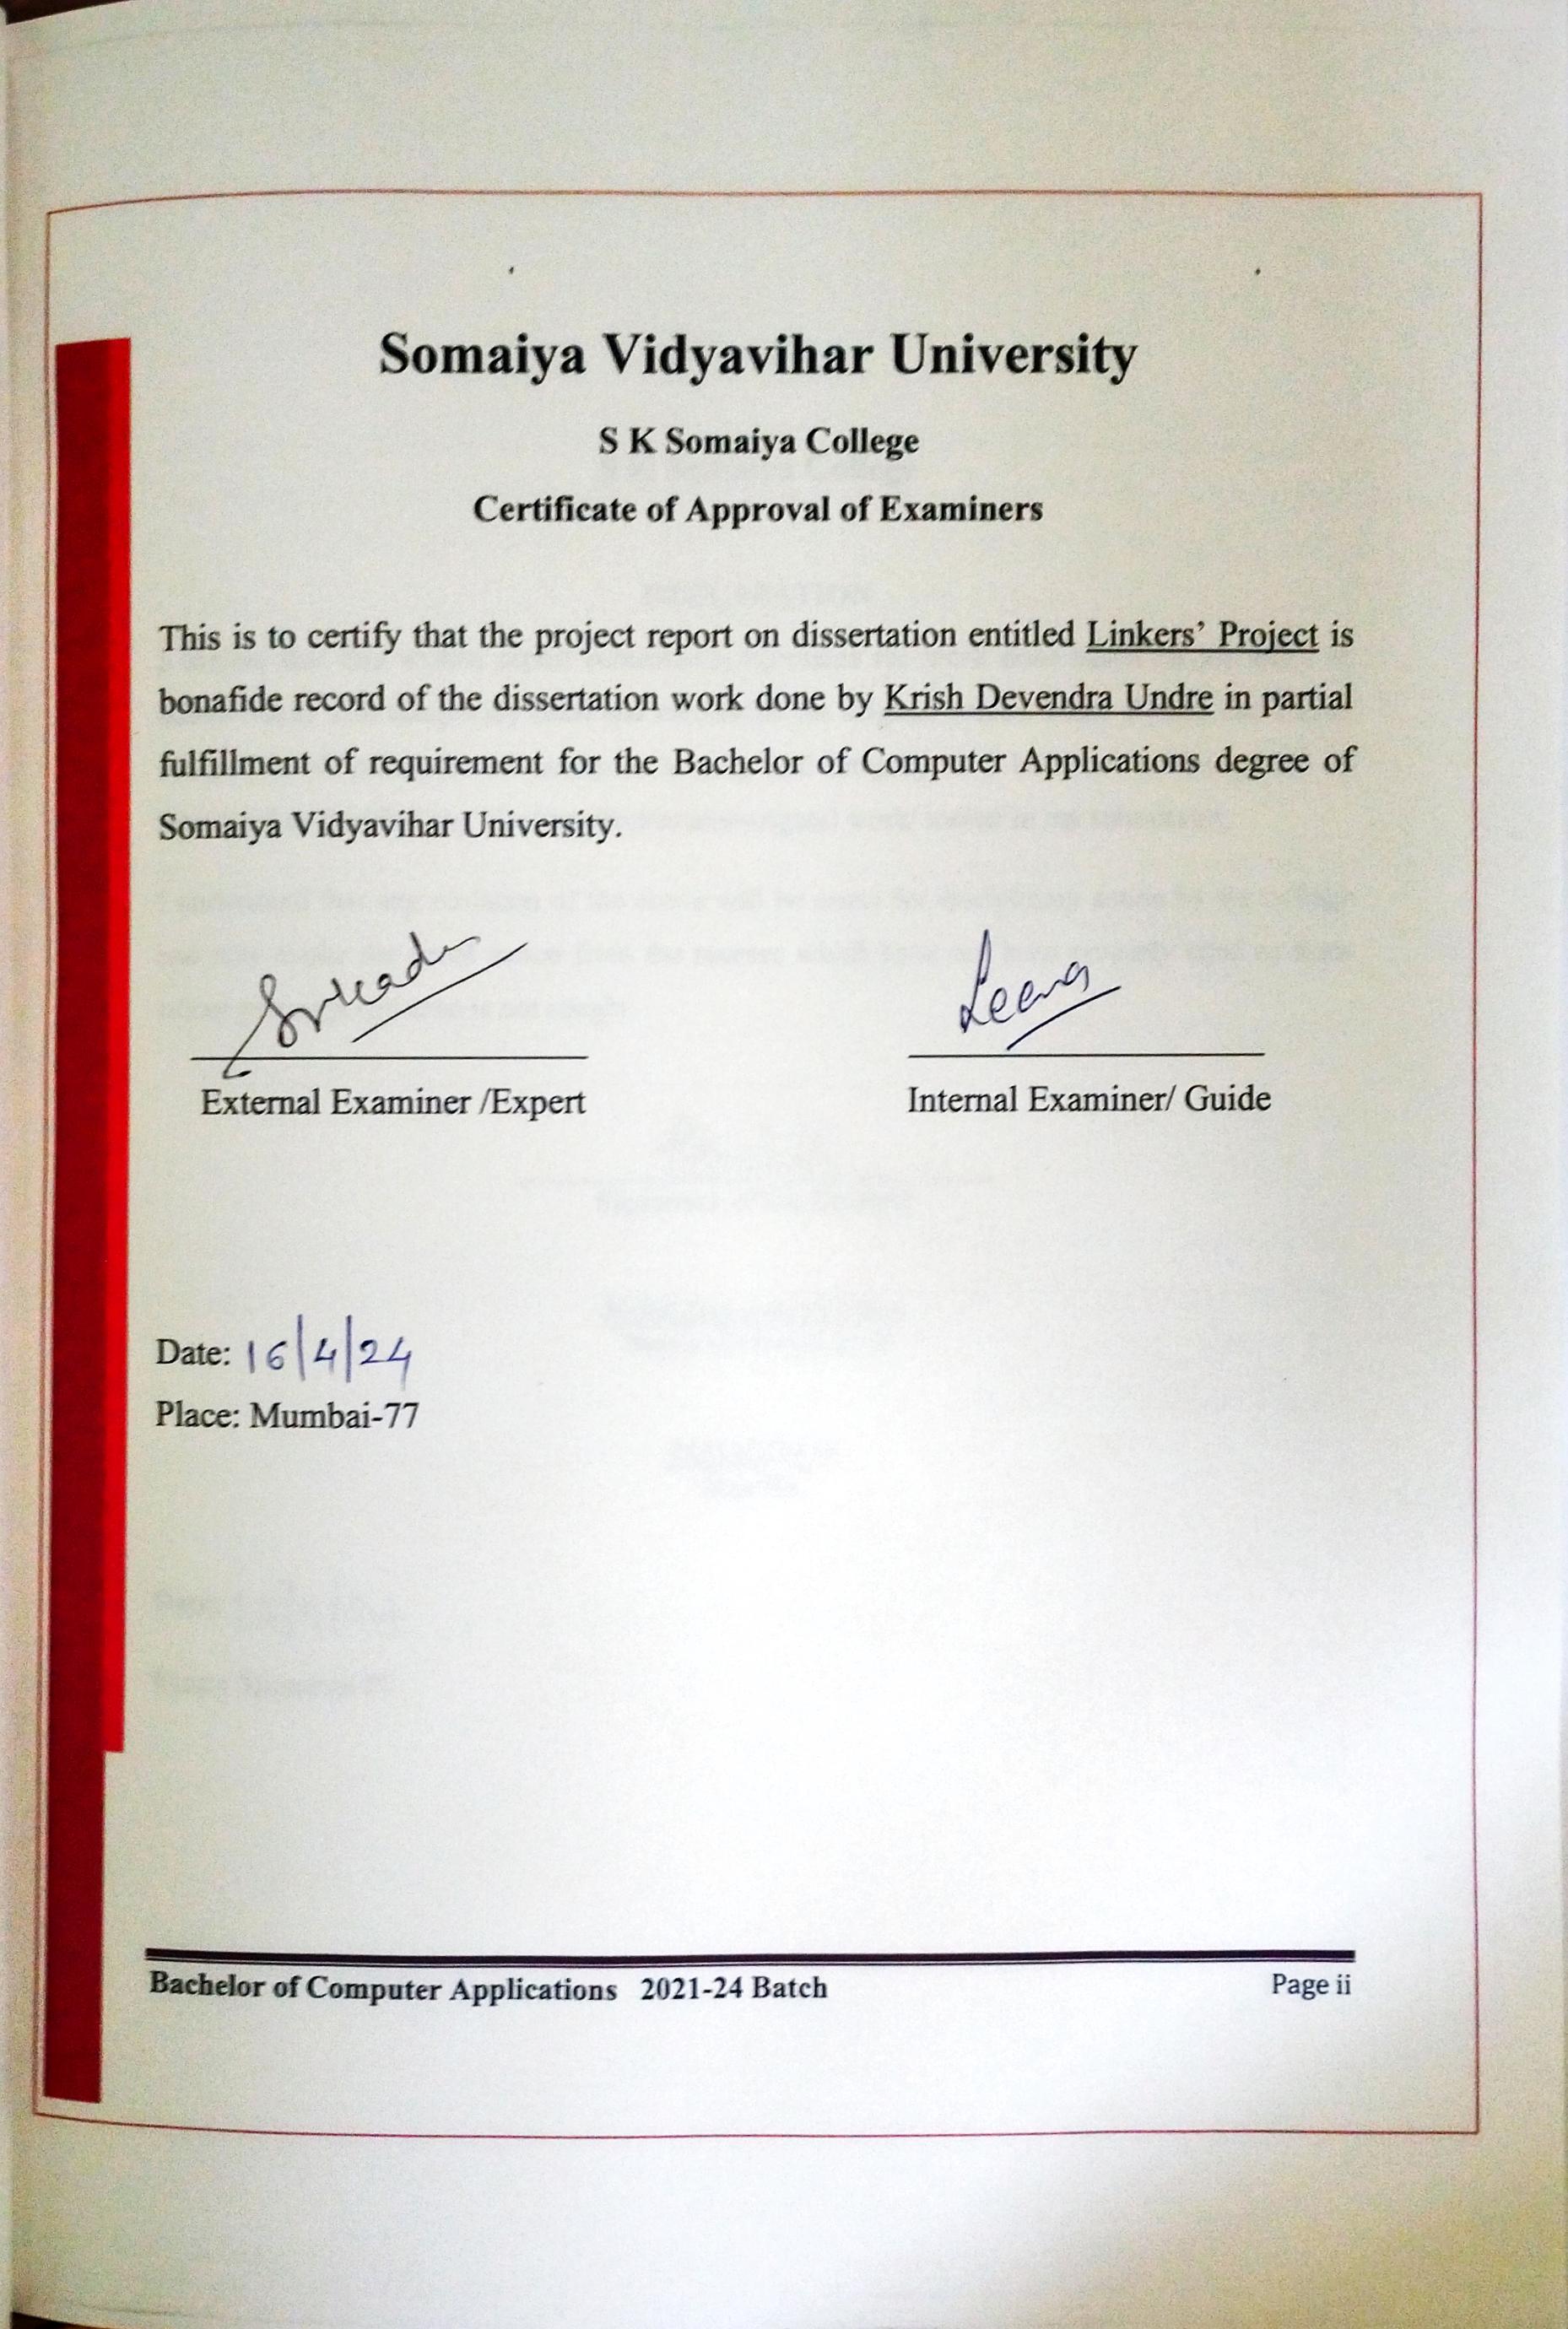 Somaiya Vidyavihar University
S K Somaiya College
Certificate of Approval of Examiners
This is to certify that the project report on dissertation entitled Linkers’ Project is
bonafide record of the dissertation work done by Krish Devendra Undre in partial
fulfillment of requirement for the Bachelor of Computer Applications degree of
Somaiya Vidyavihar University.
Leena
External Examiner /Expert Internal Examiner/ Guide
Date: 16/4/24
Place: Mumbai-77
Bachelor of Computer Applications 2021-24 Batch Page ii